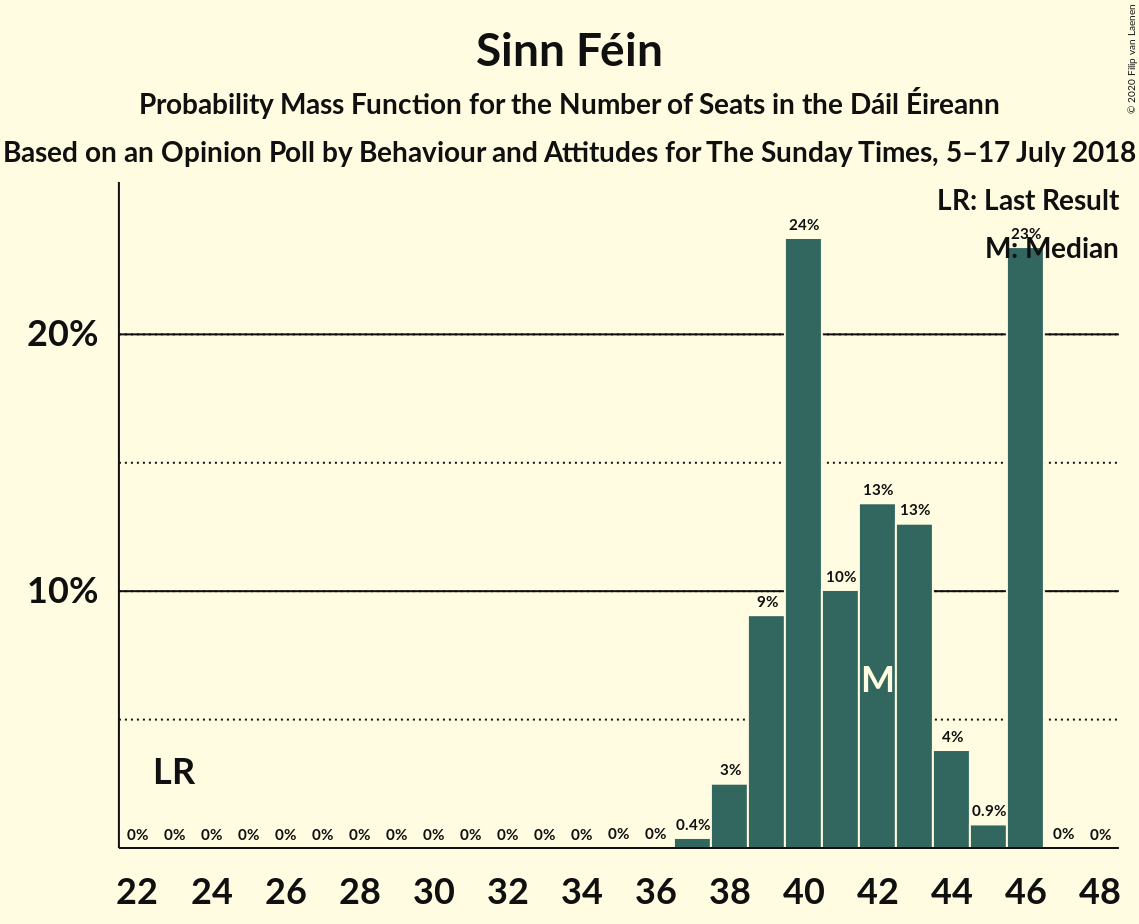 © 2020 Filip van Laenen
Sinn Féin
Probability Mass Function for the Number of Seats in the Dáil Éireann
Based on an Opinion Poll by Behaviour and Attitudes for The Sunday Times, 5–17 July 2018
LR: Last Result
M: Median
24%
23%
20%
13%
13%
10%
10%
9%
M
4%
LR
3%
0% 0% 0% 0% 0% 0% 0% 0% 0% 0% 0% 0% 0% 0% 0% 0.4% 0.9% 0% 0%
22 24 26 28 30 32 34 36 38 40 42 44 46 48